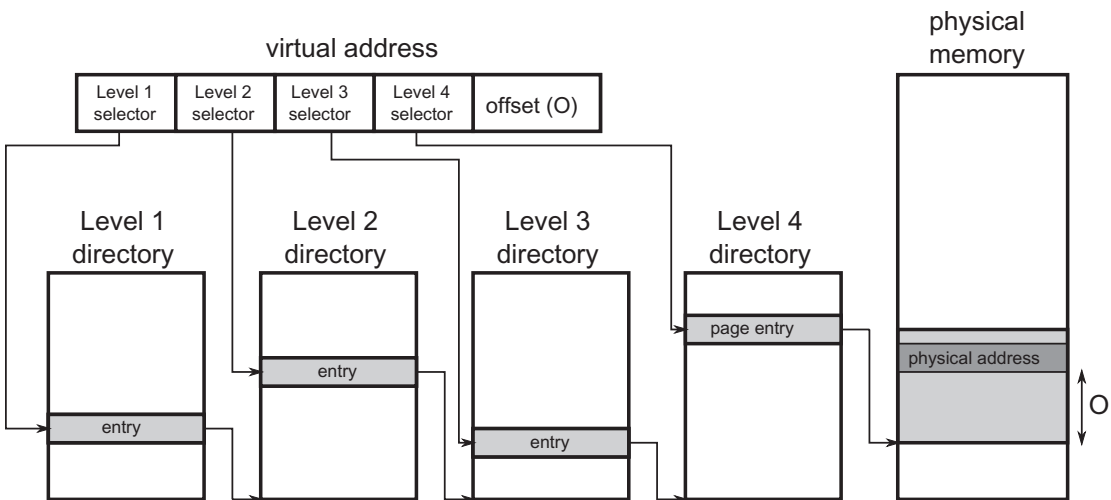 physical
memory
virtual address
Level 1
selector
Level 2
selector
Level 3
selector
Level 4
selector
offset (O)
Level 1
directory
Level 2
directory
Level 3
directory
Level 4
directory
page entry
physical address
entry
O
entry
entry